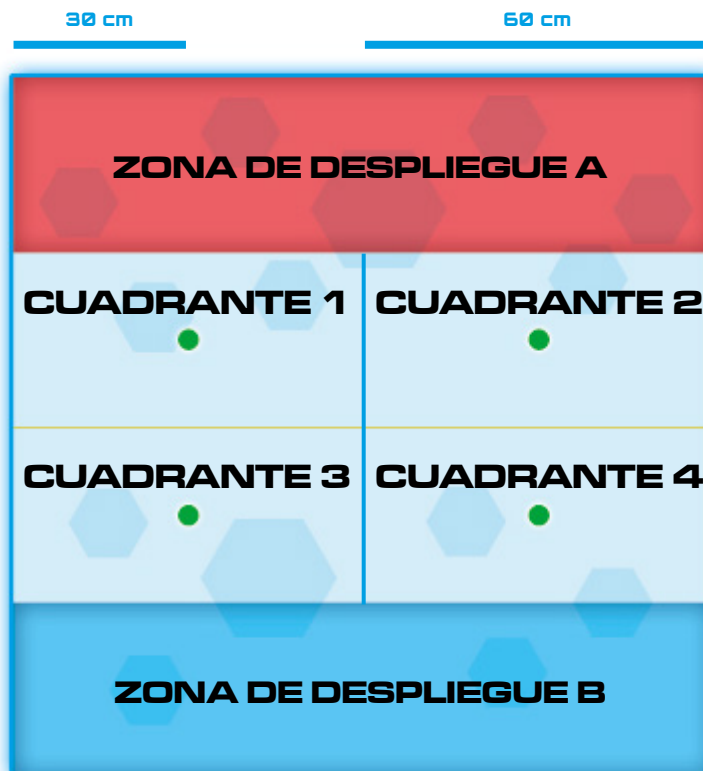 30 cm
60 cm
ZONA DE DESPLIEGUE A
CUADRANTE 1
CUADRANTE 2
CUADRANTE 3
CUADRANTE 4
ZONA DE DESPLIEGUE B